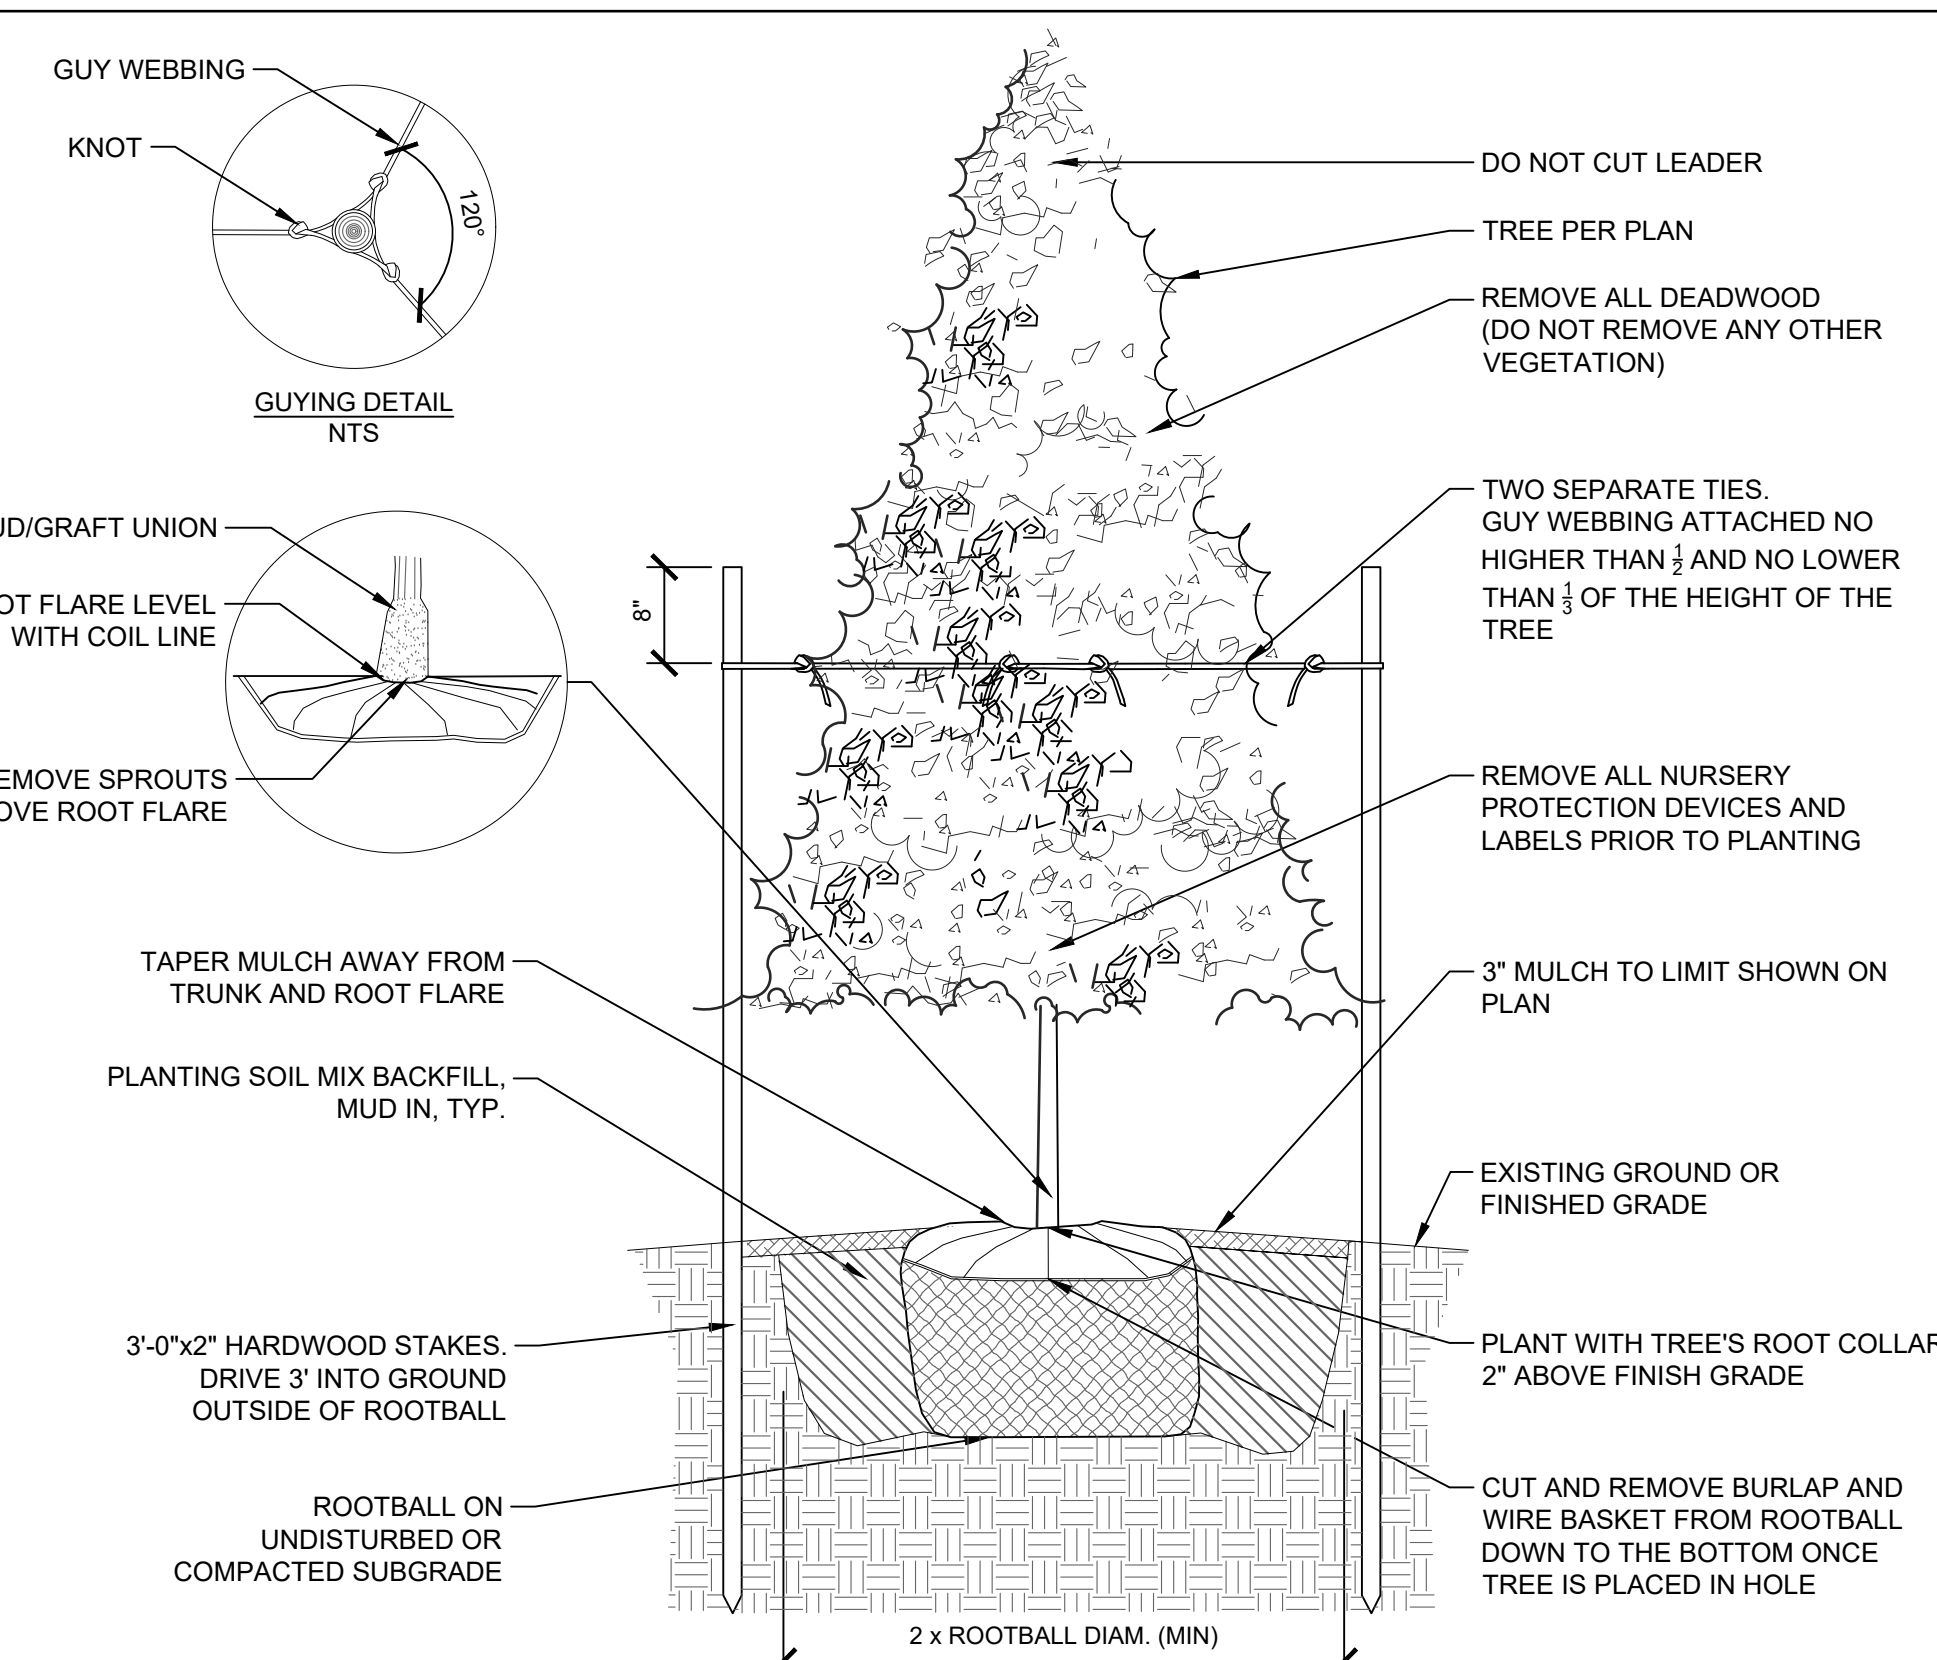 GUY WEBBING
KNOT
120°
GUYING DETAIL
NTS
UD/GRAFT UNION
OT FLARE LEVEL
WITH COIL LINE
EMOVE SPROUTS
OVE ROOT FLARE
8"
TAPER MULCH AWAY FROM
TRUNK AND ROOT FLARE
PLANTING SOIL MIX BACKFILL,
MUD IN, TYP.
3'-0"x2" HARDWOOD STAKES.
DRIVE 3' INTO GROUND
OUTSIDE OF ROOTBALL
ROOTBALL ON
UNDISTURBED OR
COMPACTED SUBGRADE
DO NOT CUT LEADER
TREE PER PLAN
REMOVE ALL DEADWOOD
(DO NOT REMOVE ANY OTHER
VEGETATION)
TWO SEPARATE TIES.
GUY WEBBING ATTACHED NO
HIGHER THAN 1/2 AND NO LOWER
THAN 1/3 OF THE HEIGHT OF THE
TREE
REMOVE ALL NURSERY
PROTECTION DEVICES AND
LABELS PRIOR TO PLANTING
3" MULCH TO LIMIT SHOWN ON
PLAN
EXISTING GROUND OR
FINISHED GRADE
PLANT WITH TREE'S ROOT COLLAR
2" ABOVE FINISH GRADE
CUT AND REMOVE BURLAP AND
WIRE BASKET FROM ROOTBALL
DOWN TO THE BOTTOM ONCE
TREE IS PLACED IN HOLE
2 x ROOTBALL DIAM. (MIN)